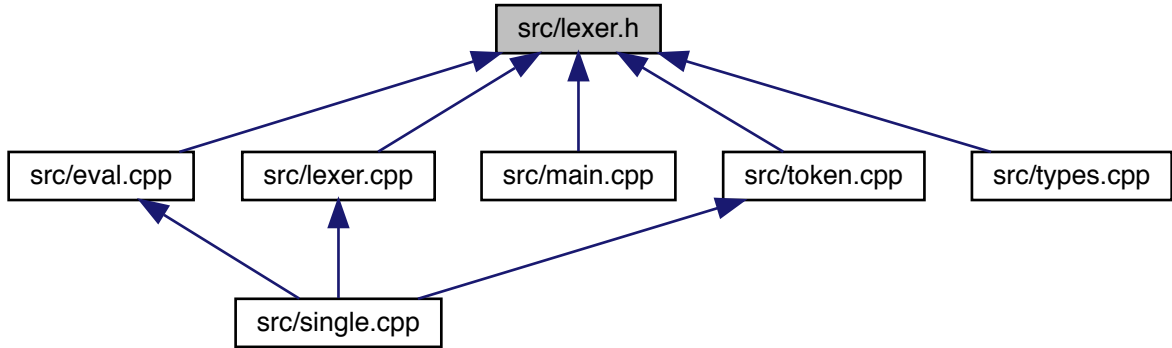 src/lexer.h
src/eval.cpp
src/lexer.cpp
src/main.cpp
src/token.cpp
src/types.cpp
src/single.cpp